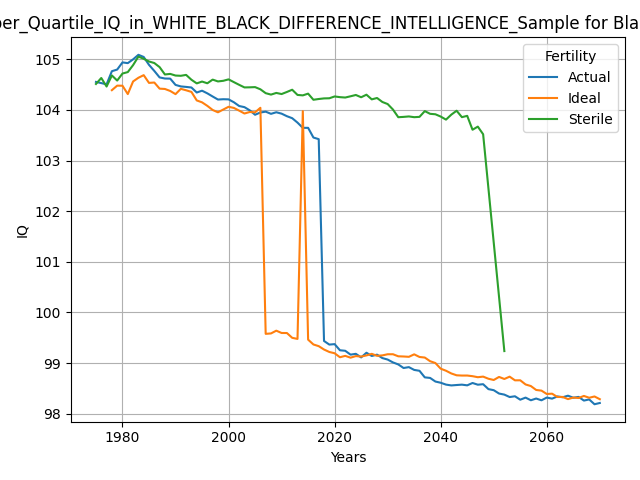 per_Quartile_IQ_in_WHITE_BLACK_DIFFERENCE_INTELLIGENCE_Sample for Bla
Fertility
Actual
Ideal
Sterile
IQ
105
104
103
102
101
100
99
98
1980
2000
2020
2040
2060
Years